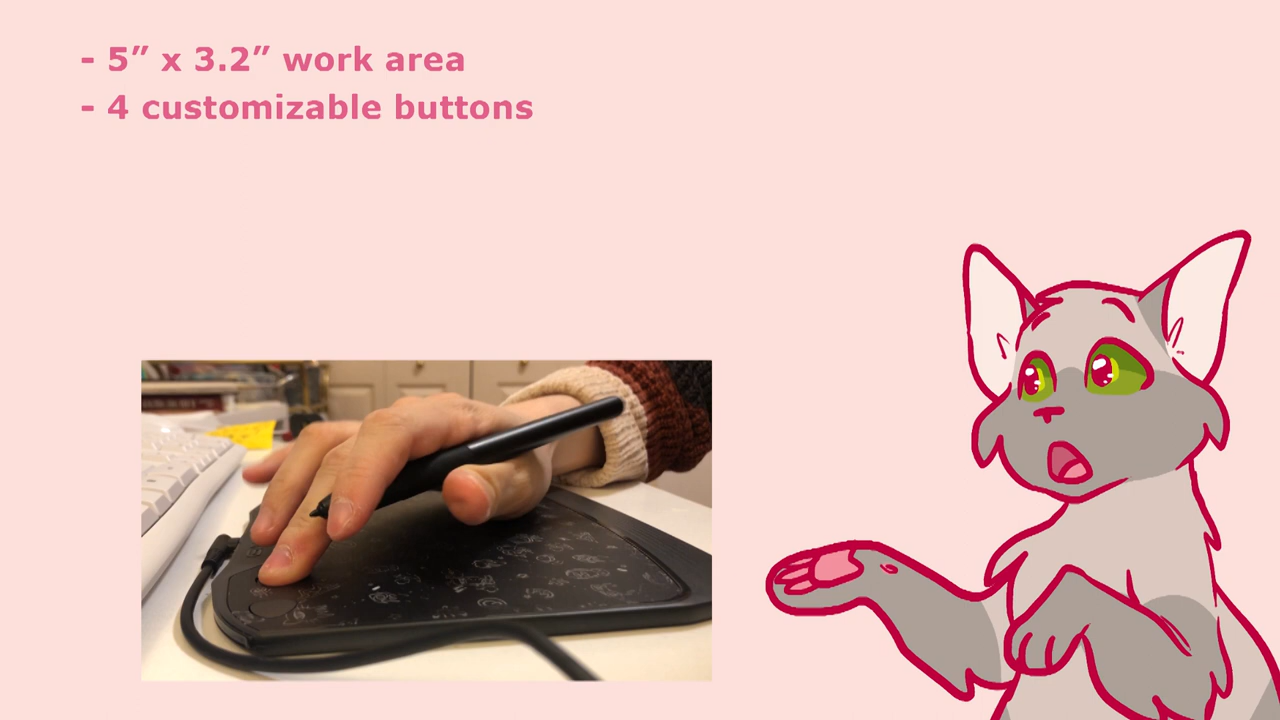 - 5” x 3.2” work area
- 4 customizable buttons